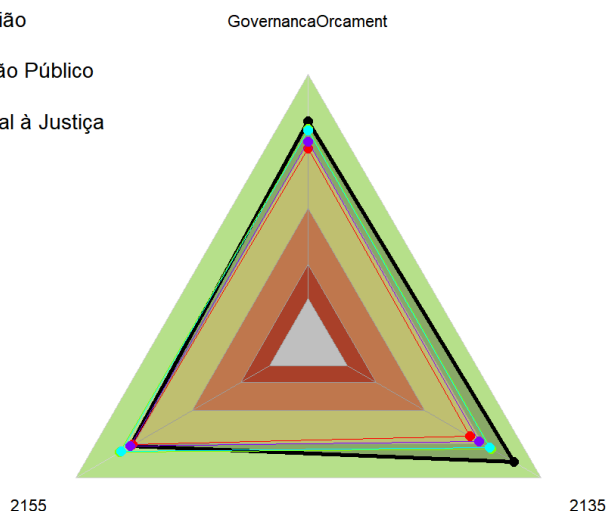 ião
GovernancaOrcament
ão Público
al à Justiça
2155
2135